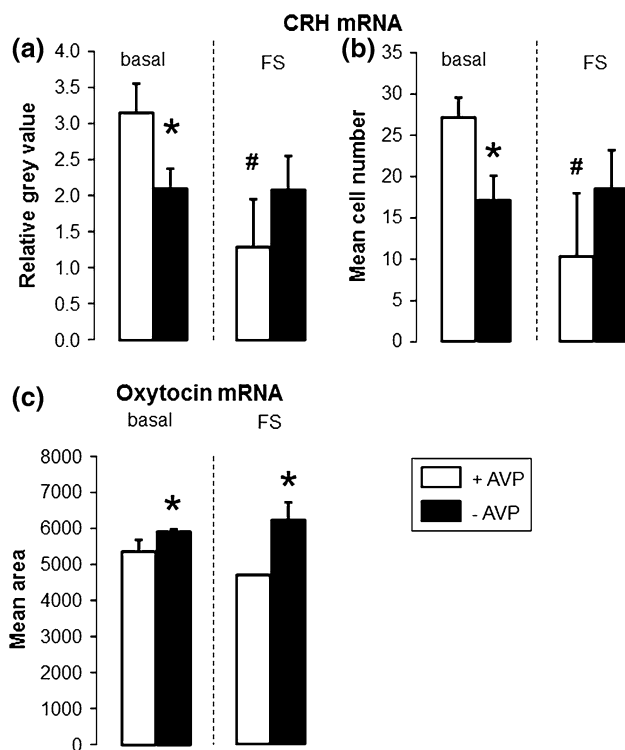 CRH mRNA
(a)
basal
FS
4.0
3.5
3.0
2.5
2.0
1.5
1.0
0.5
0.0
Relative grey value
*
#
(b)
basal
FS
35
30
25
20
15
10
5
0
Mean cell number
*
#
(c)
Oxytocin mRNA
basal
FS
8000
7000
6000
5000
4000
3000
2000
1000
0
Mean area
*
*
+ AVP
- AVP